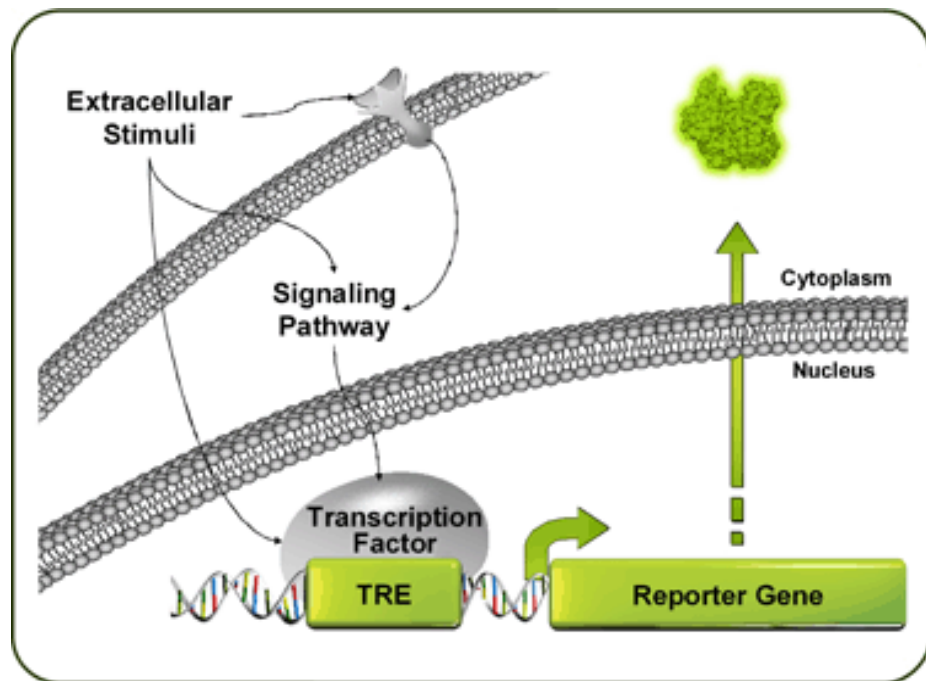 Extracellular
Stimuli
Signaling
Pathway
Cytoplasm
Nucleus
Transcription
Factor
TRE
Reporter Gene